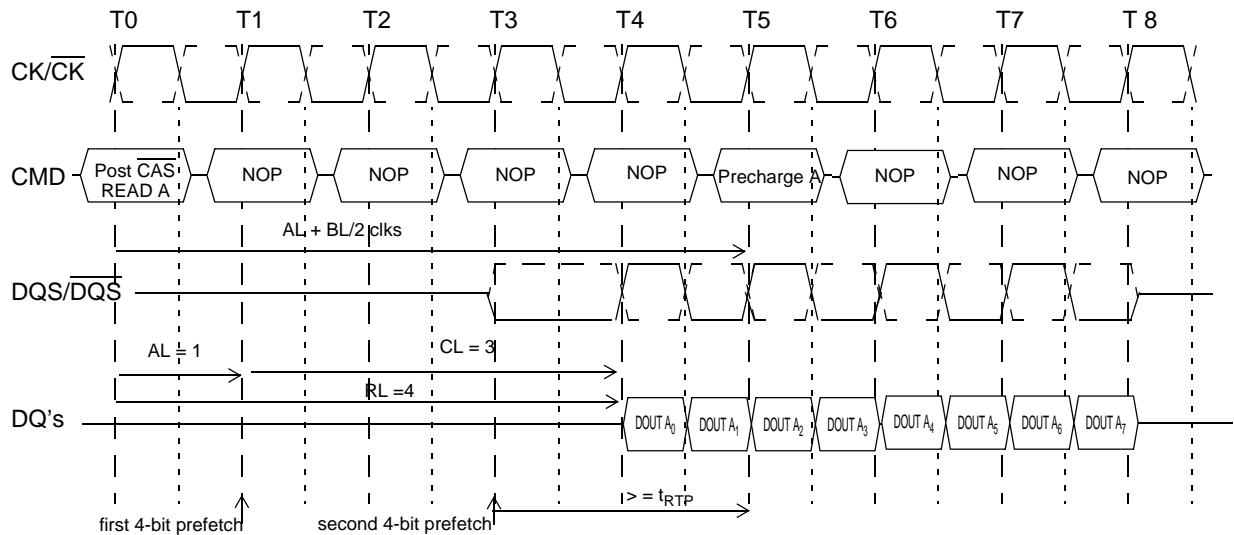 T0 T1 T2 T3 T4 T5 T6 T7 T 8
CK/C̅K̅
CMD Post C̅A̅S̅ READ A NOP NOP NOP NOP Precharge A NOP NOP NOP
AL + BL/2 clks
DQS/D̅Q̅S̅
AL = 1 CL = 3
RL =4
DQ's DOUT A0 DOUT A1 DOUT A2 DOUT A3 DOUT A4 DOUT A5 DOUT A6 DOUT A7
> = tRTP
first 4-bit prefetch second 4-bit prefetch